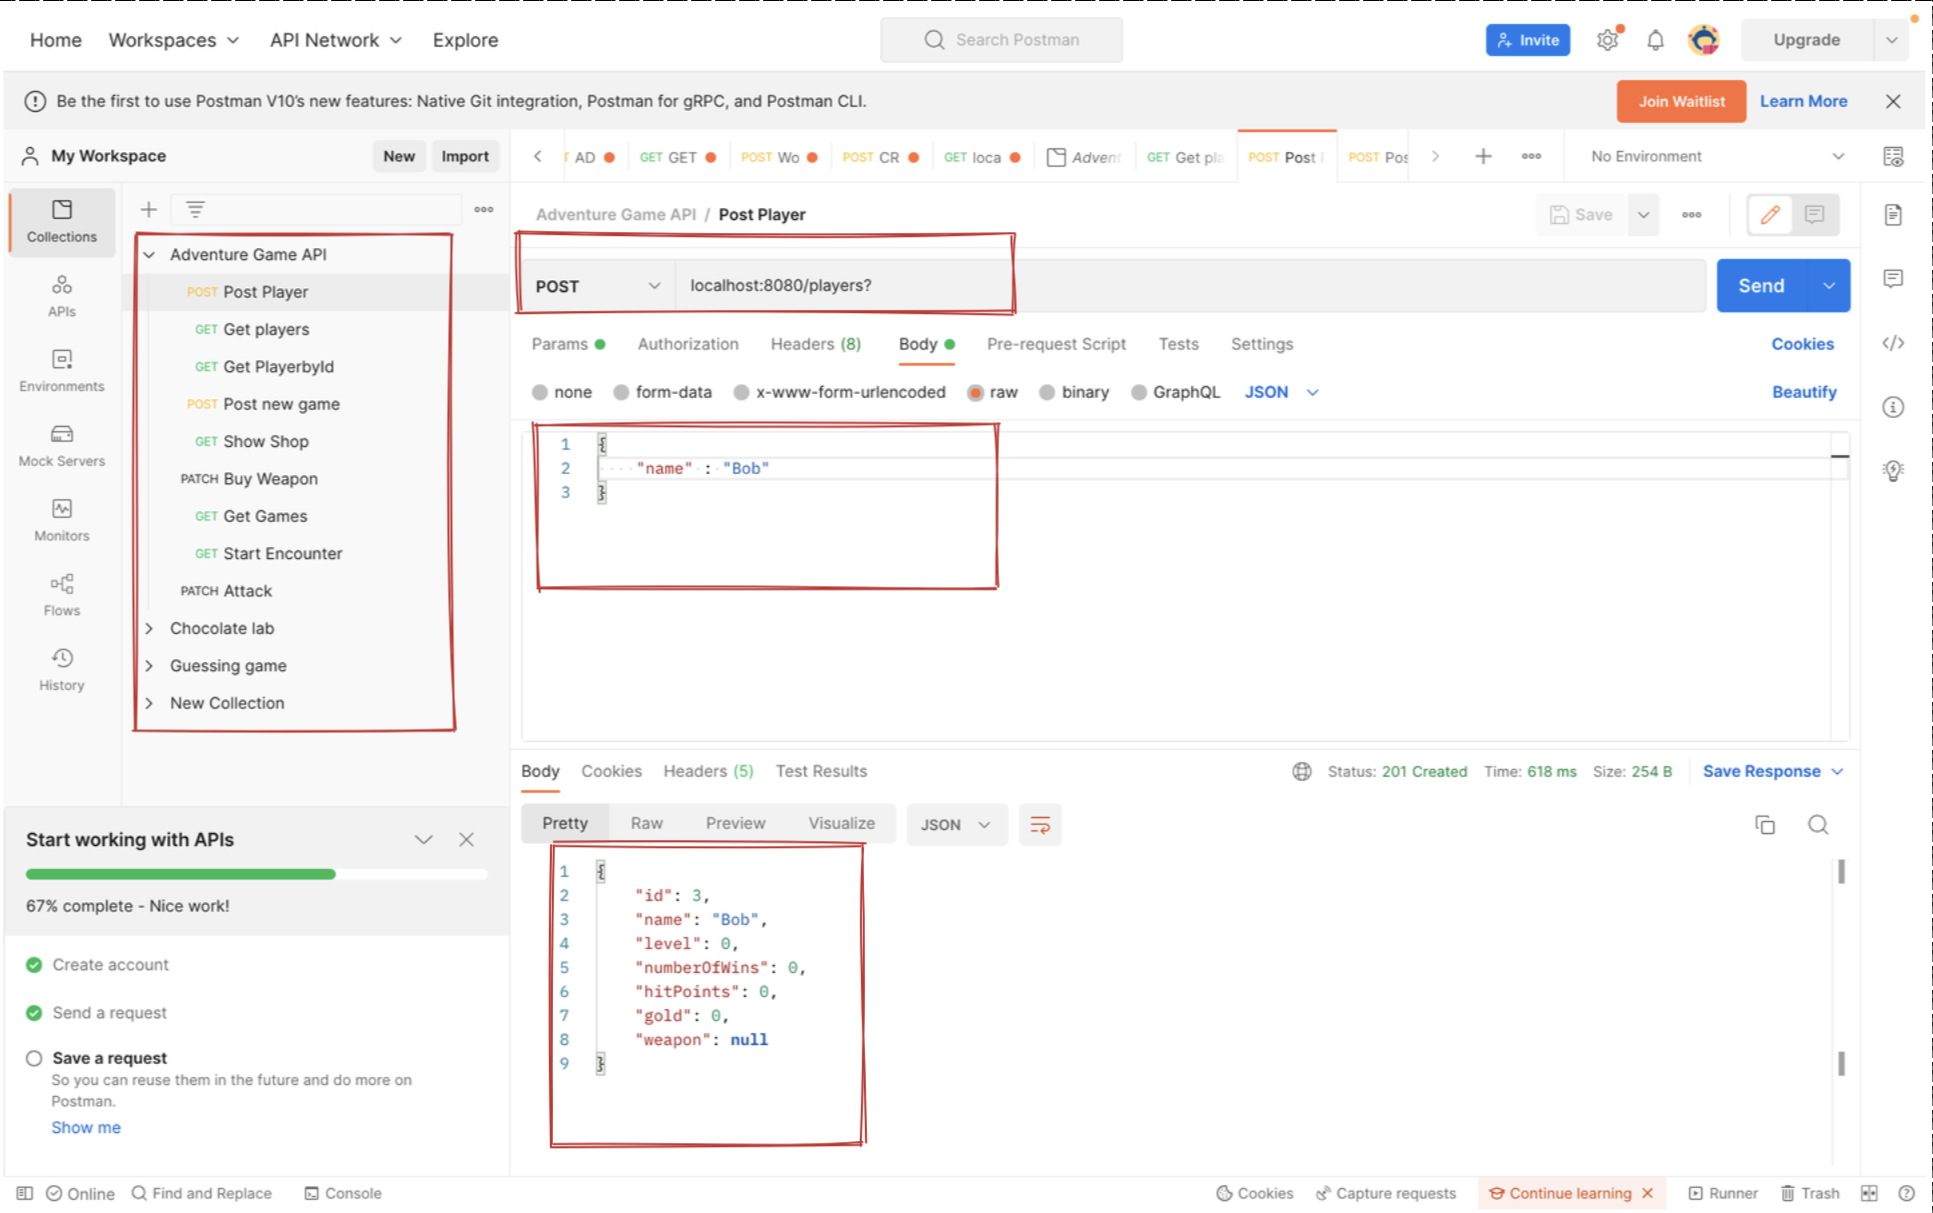 Home Workspaces API Network Explore Search Postman Invite Upgrade
Be the first to use Postman V10's new features: Native Git integration, Postman for gRPC, and Postman CLI. Join Waitlist Learn More
My Workspace New Import
AD GET GET POST Wo POST CR GET loca Advent GET Get pla POST Post POST Pos No Environment
Collections
APIs
Environments
Mock Servers
Monitors
Flows
History
Adventure Game API
POST Post Player
GET Get players
GET Get PlayerbyId
POST Post new game
GET Show Shop
PATCH Buy Weapon
GET Get Games
GET Start Encounter
PATCH Attack
Chocolate lab
Guessing game
New Collection
Start working with APIs
67% complete - Nice work!
Create account
Send a request
Save a request
So you can reuse them in the future and do more on
Postman.
Show me
Adventure Game API / Post Player Save
POST localhost:8080/players? Send
Params Authorization Headers (8) Body Pre-request Script Tests Settings Cookies
none form-data x-www-form-urlencoded raw binary GraphQL JSON Beautify
1 {
2 "name" : "Bob"
3 }
Body Cookies Headers (5) Test Results Status: 201 Created Time: 618 ms Size: 254 B Save Response
Pretty Raw Preview Visualize JSON
1 {
2 "id": 3,
3 "name": "Bob",
4 "level": 0,
5 "numberOfWins": 0,
6 "hitPoints": 0,
7 "gold": 0,
8 "weapon": null
9 }
Online Find and Replace Console Cookies Capture requests Continue learning Runner Trash